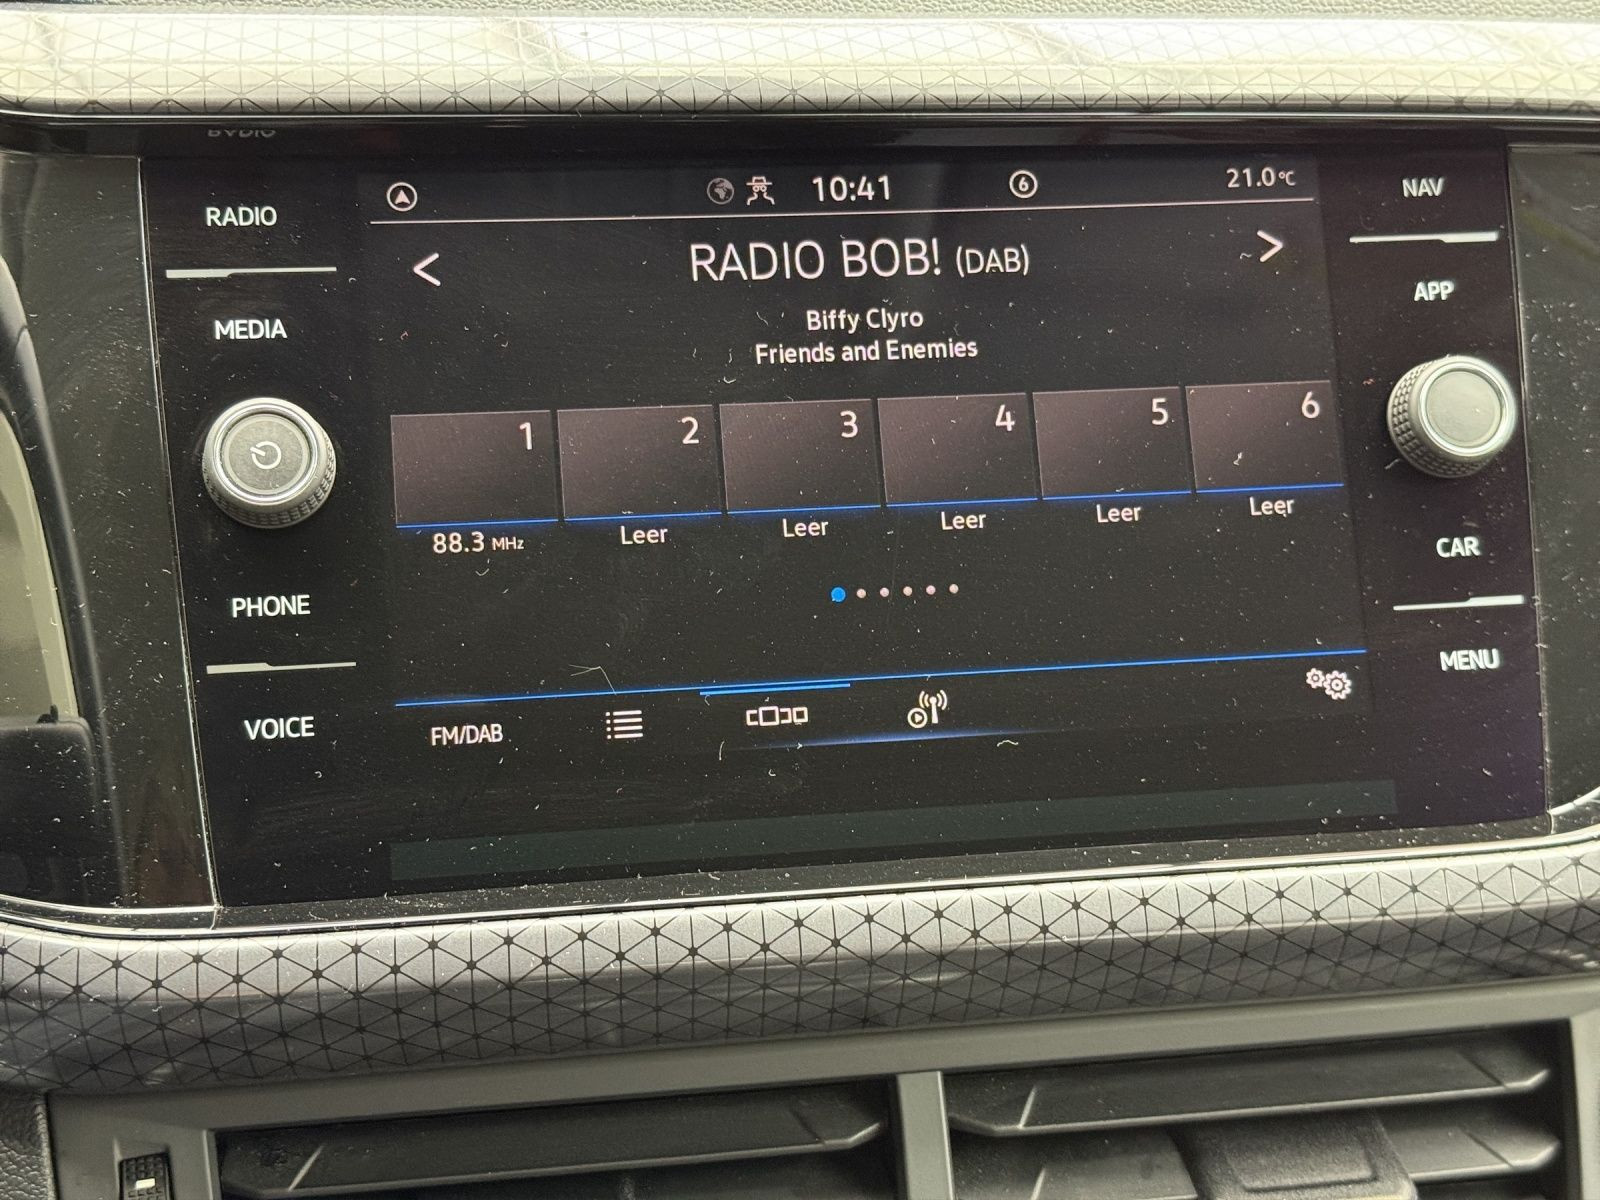 RADIO
MEDIA
PHONE
VOICE
10:41
6
21.0°C
RADIO BOB! (DAB)
Biffy Clyro
Friends and Enemies
1 2 3 4 5 6
88.3 MHz Leer Leer Leer Leer Leer
FM/DAB
NAV
APP
CAR
MENU